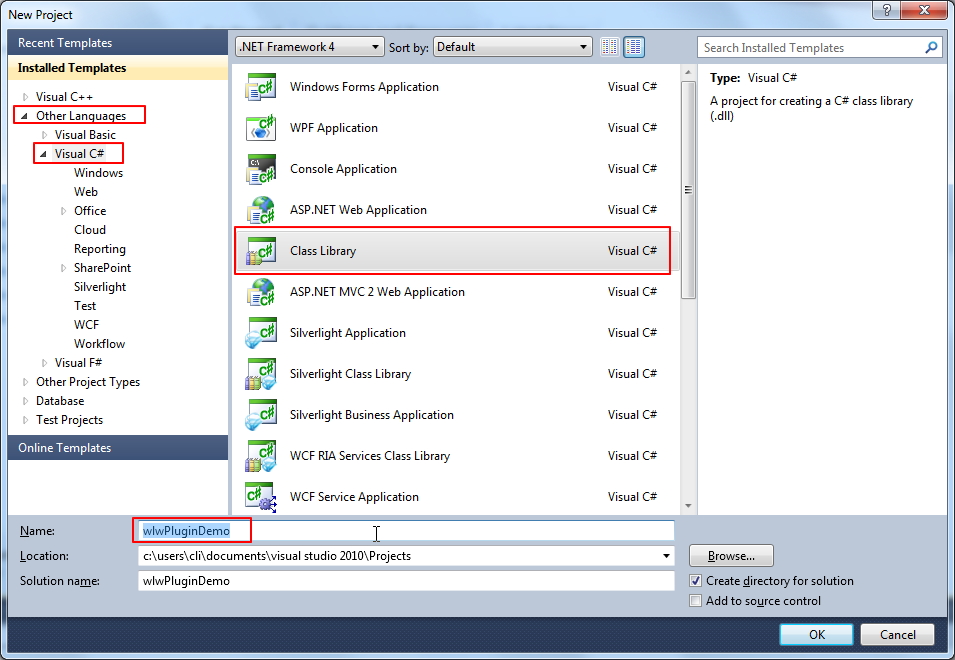 New Project
Recent Templates
Installed Templates
Visual C++
Other Languages
Visual Basic
Visual C#
Windows
Web
Office
Cloud
Reporting
SharePoint
Silverlight
Test
WCF
Workflow
Visual F#
Other Project Types
Database
Test Projects
Online Templates
.NET Framework 4 Sort by: Default
Windows Forms Application Visual C#
WPF Application Visual C#
Console Application Visual C#
ASP.NET Web Application Visual C#
Class Library Visual C#
ASP.NET MVC 2 Web Application Visual C#
Silverlight Application Visual C#
Silverlight Class Library Visual C#
Silverlight Business Application Visual C#
WCF RIA Services Class Library Visual C#
WCF Service Application Visual C#
Search Installed Templates
Type: Visual C#
A project for creating a C# class library
(.dll)
Name: wlwPluginDemo
Location: c:\users\cli\documents\visual studio 2010\Projects Browse...
Solution name: wlwPluginDemo Create directory for solution
Add to source control
OK Cancel